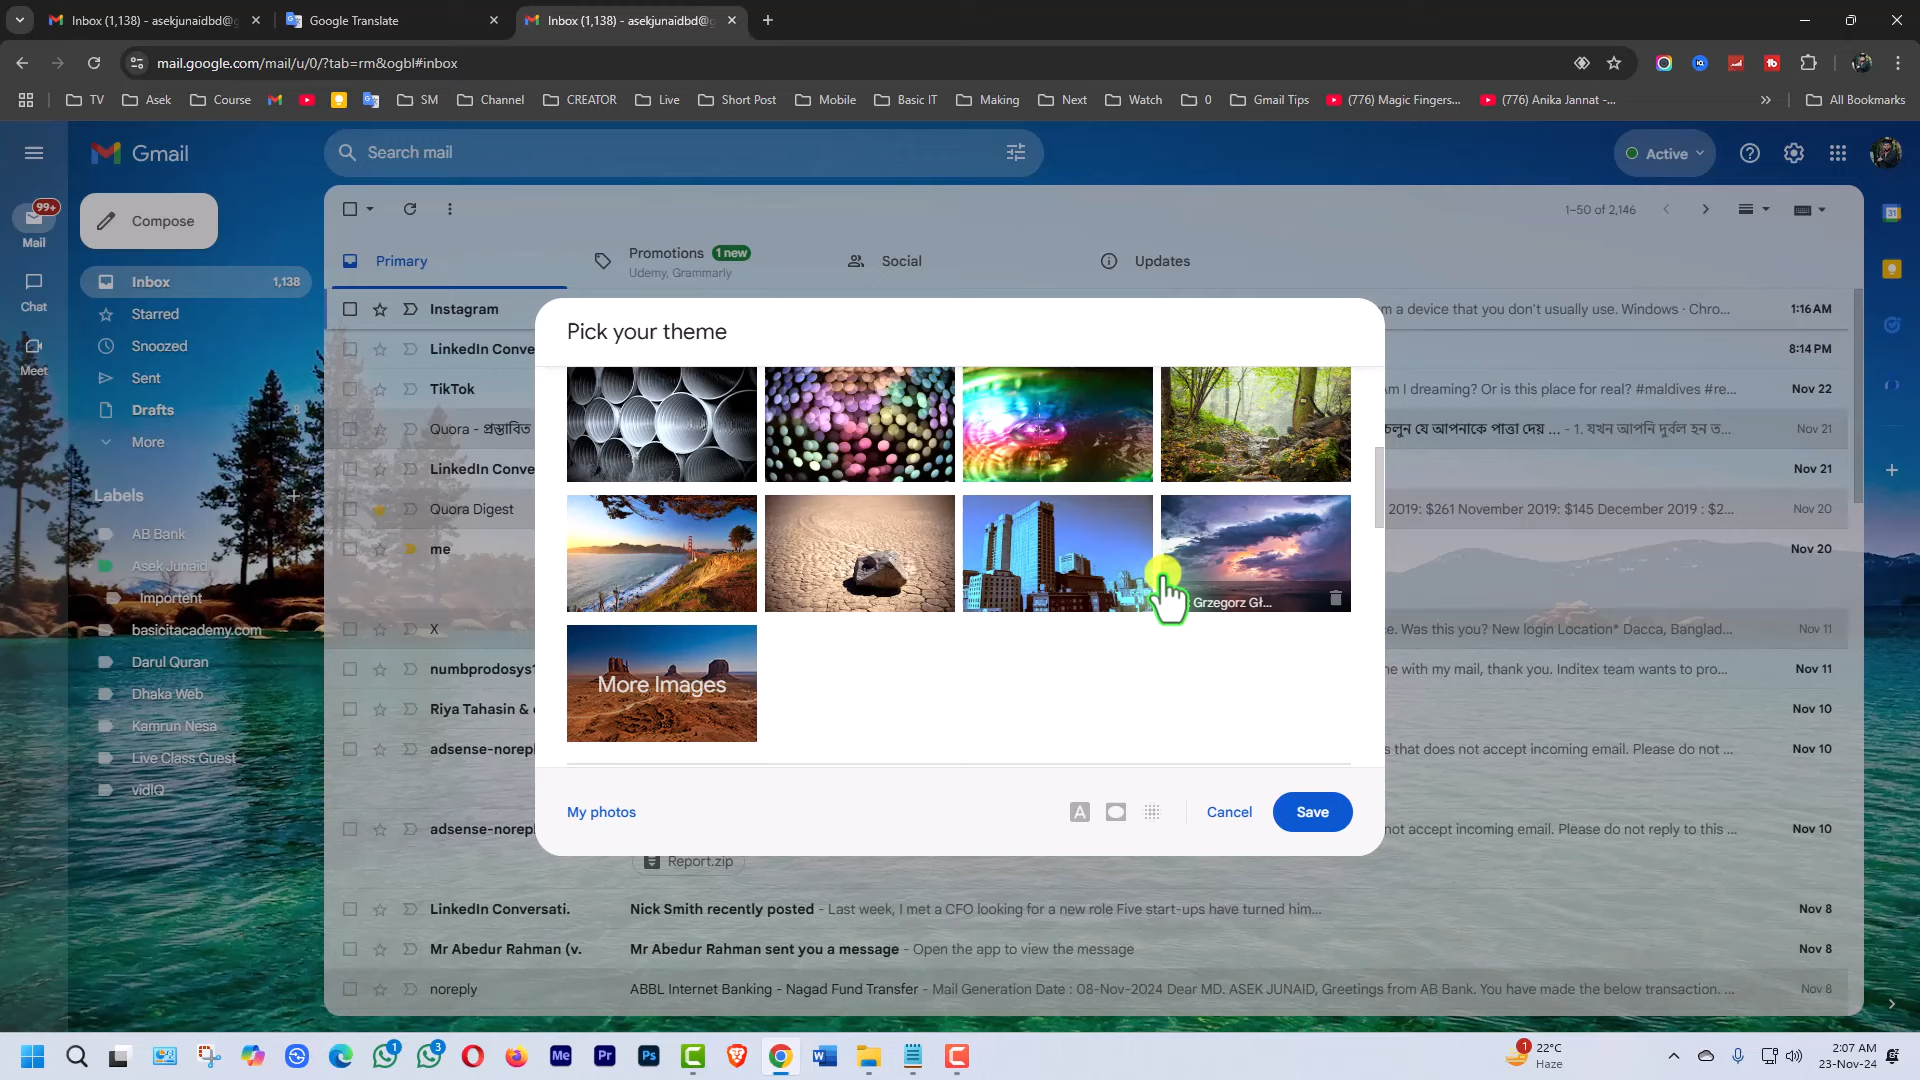 Inbox (1,138) - asekjunaidbd@g
Google Translate
Inbox (1,138) - asekjunaidbd@g
mail.google.com/mail/u/0/?tab=rm&ogbl#inbox
TV
Asek
Course
SM
Channel
CREATOR
Live
Short Post
Mobile
Basic IT
Making
Next
Watch
0
Gmail Tips
(776) Magic Fingers...
(776) Anika Jannat -...
All Bookmarks
Gmail
Search mail
Active
99+
Mail
Chat
Meet
Compose
Inbox 1,138
Starred
Snoozed
Sent
Drafts 8
More
Labels
AB Bank
Asek Junaid
Importent
basicitacademy.com
Darul Quran
Dhaka Web
Kamrun Nesa
Live Class Guest
vidIQ
1–50 of 2,146
Primary
Promotions 1 new
Udemy, Grammarly
Social
Updates
Instagram m a device that you don't usually use. Windows · Chro... 1:16 AM
LinkedIn Conve 8:14 PM
TikTok Am I dreaming? Or is this place for real? #maldives #re... Nov 22
Quora - প্রস্তাবিত চলুন যে আপনাকে পাত্তা দেয় ... - 1. যখন আপনি দুর্বল হন ত... Nov 21
LinkedIn Conve Nov 21
Quora Digest 2019: $261 November 2019: $145 December 2019 : $2... Nov 20
me Nov 20
X e. Was this you? New login Location* Dacca, Banglad... Nov 11
numbprodosys1 me with my mail, thank you. Inditex team wants to pro... Nov 11
Riya Tahasin & Nov 10
adsense-norepl s that does not accept incoming email. Please do not ... Nov 10
adsense-norepl not accept incoming email. Please do not reply to this ... Nov 10
Report.zip
LinkedIn Conversati. Nick Smith recently posted - Last week, I met a CFO looking for a new role Five start-ups have turned him... Nov 8
Mr Abedur Rahman (v. Mr Abedur Rahman sent you a message - Open the app to view the message Nov 8
noreply ABBL Internet Banking - Nagad Fund Transfer - Mail Generation Date : 08-Nov-2024 Dear MD. ASEK JUNAID, Greetings from AB Bank. You have made the below transaction. ... Nov 8
Pick your theme
Grzegorz Gł...
More Images
My photos
A
Cancel
Save
1
3
Me
Pr
Ps
1
22°C
Haze
2:07 AM
23-Nov-24